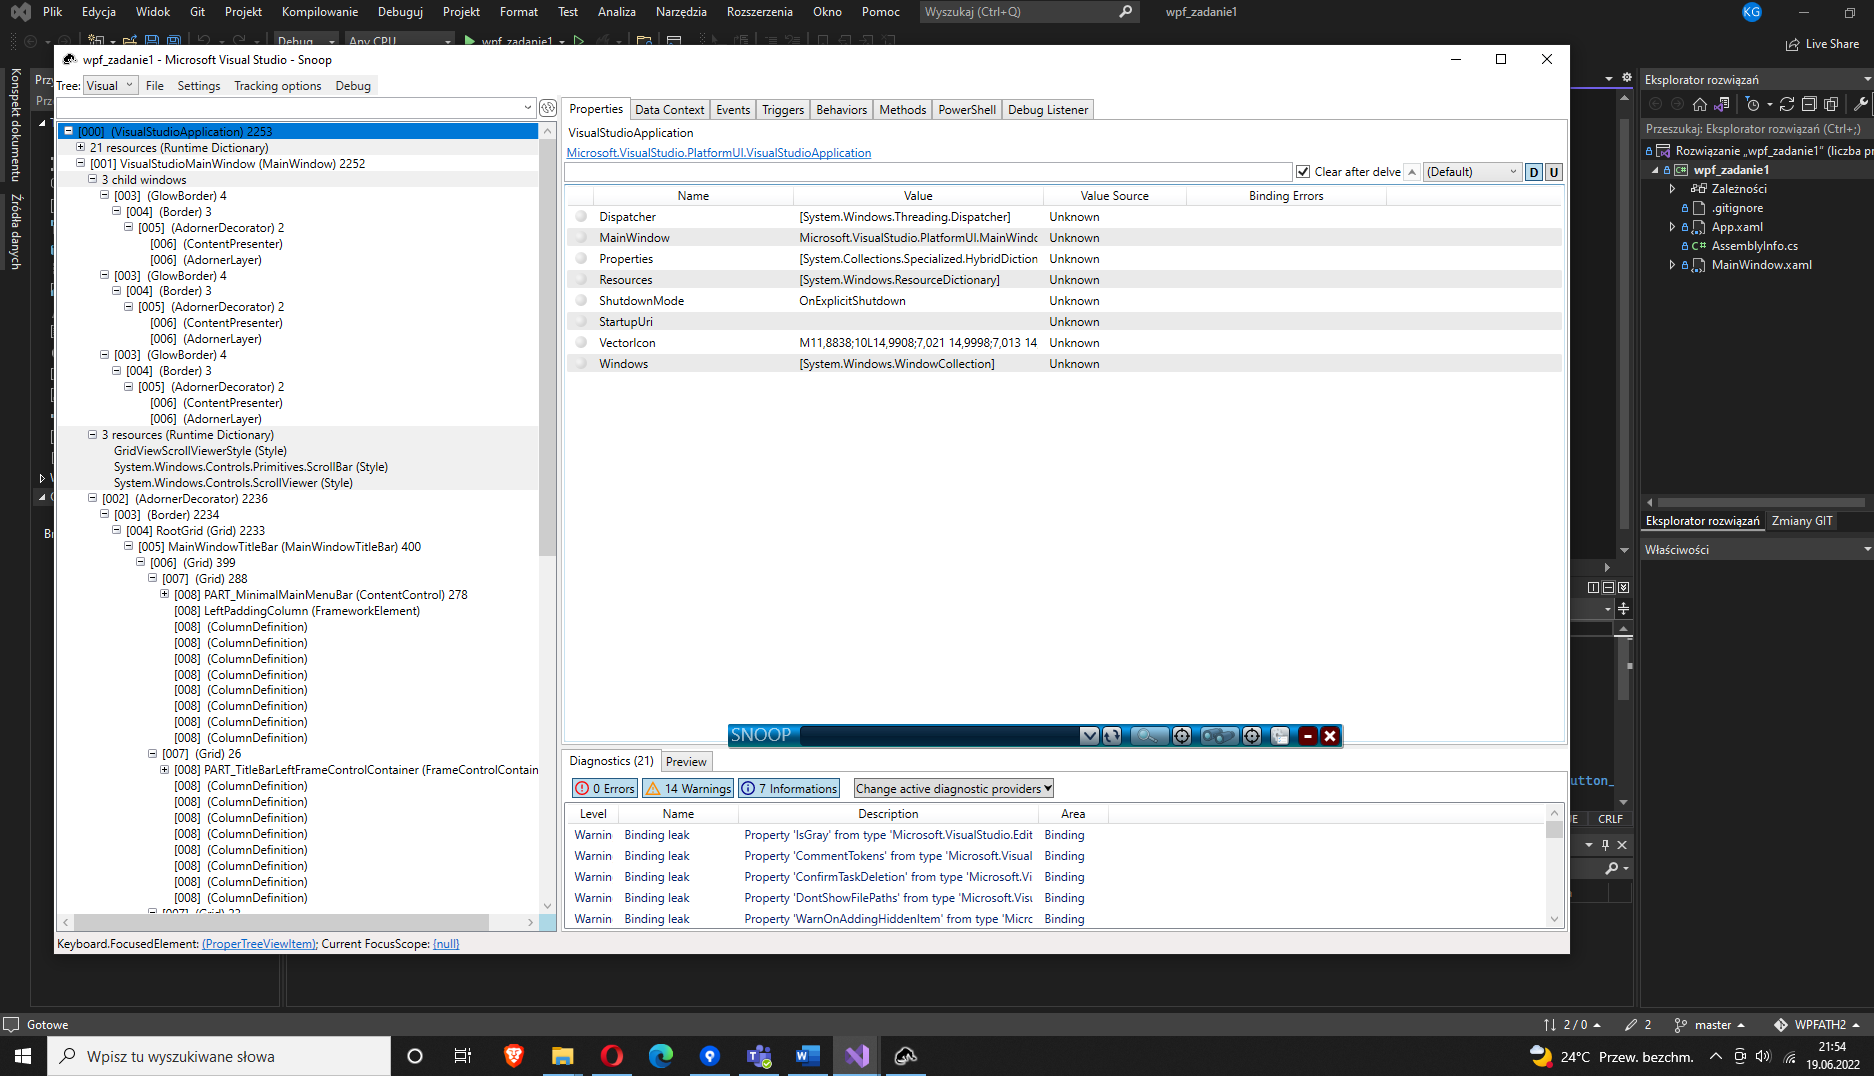 Plik Edycja Widok Git Projekt Kompilowanie Debuguj Projekt Format Test Analiza Narzędzia Rozszerzenia Okno Pomoc Wyszukaj (Ctrl+Q) wpf_zadanie1 KG
Debug Any CPU wpf_zadanie1
Live Share
wpf_zadanie1 - Microsoft Visual Studio - Snoop
Tree: Visual File Settings Tracking options Debug
Konspekt dokumentu
Źródła danych
[000] (VisualStudioApplication) 2253
21 resources (Runtime Dictionary)
[001] VisualStudioMainWindow (MainWindow) 2252
3 child windows
[003] (GlowBorder) 4
[004] (Border) 3
[005] (AdornerDecorator) 2
[006] (ContentPresenter)
[006] (AdornerLayer)
[003] (GlowBorder) 4
[004] (Border) 3
[005] (AdornerDecorator) 2
[006] (ContentPresenter)
[006] (AdornerLayer)
[003] (GlowBorder) 4
[004] (Border) 3
[005] (AdornerDecorator) 2
[006] (ContentPresenter)
[006] (AdornerLayer)
3 resources (Runtime Dictionary)
GridViewScrollViewerStyle (Style)
System.Windows.Controls.Primitives.ScrollBar (Style)
System.Windows.Controls.ScrollViewer (Style)
[002] (AdornerDecorator) 2236
[003] (Border) 2234
[004] RootGrid (Grid) 2233
[005] MainWindowTitleBar (MainWindowTitleBar) 400
[006] (Grid) 399
[007] (Grid) 288
[008] PART_MinimalMainMenuBar (ContentControl) 278
[008] LeftPaddingColumn (FrameworkElement)
[008] (ColumnDefinition)
[008] (ColumnDefinition)
[008] (ColumnDefinition)
[008] (ColumnDefinition)
[008] (ColumnDefinition)
[008] (ColumnDefinition)
[008] (ColumnDefinition)
[008] (ColumnDefinition)
[007] (Grid) 26
[008] PART_TitleBarLeftFrameControlContainer (FrameControlContain
[008] (ColumnDefinition)
[008] (ColumnDefinition)
[008] (ColumnDefinition)
[008] (ColumnDefinition)
[008] (ColumnDefinition)
[008] (ColumnDefinition)
[008] (ColumnDefinition)
[008] (ColumnDefinition)
Keyboard.FocusedElement: (ProperTreeViewItem); Current FocusScope: (null)
Properties Data Context Events Triggers Behaviors Methods PowerShell Debug Listener
VisualStudioApplication
Microsoft.VisualStudio.PlatformUI.VisualStudioApplication
Clear after delve (Default) D U
Name Value Value Source Binding Errors
Dispatcher [System.Windows.Threading.Dispatcher] Unknown
MainWindow Microsoft.VisualStudio.PlatformUI.MainWindo Unknown
Properties [System.Collections.Specialized.HybridDiction Unknown
Resources [System.Windows.ResourceDictionary] Unknown
ShutdownMode OnExplicitShutdown Unknown
StartupUri Unknown
VectorIcon M11,8838;10L14,9908;7,021 14,9998;7,013 14 Unknown
Windows [System.Windows.WindowCollection] Unknown
SNOOP
Diagnostics (21) Preview
0 Errors 14 Warnings 7 Informations Change active diagnostic providers
Level Name Description Area
Warnin Binding leak Property 'IsGray' from type 'Microsoft.VisualStudio.Edit Binding
Warnin Binding leak Property 'CommentTokens' from type 'Microsoft.Visual Binding
Warnin Binding leak Property 'ConfirmTaskDeletion' from type 'Microsoft.Vi Binding
Warnin Binding leak Property 'DontShowFilePaths' from type 'Microsoft.Visu Binding
Warnin Binding leak Property 'WarnOnAddingHiddenItem' from type 'Micrc Binding
Eksplorator rozwiązań
Przeszukaj: Eksplorator rozwiązań (Ctrl+;)
Rozwiązanie „wpf_zadanie1” (liczba pr
wpf_zadanie1
Zależności
.gitignore
App.xaml
AssemblyInfo.cs
MainWindow.xaml
Eksplorator rozwiązań Zmiany GIT
Właściwości
utton_
CRLF
Gotowe 2 / 0 2 master WPFATH2
Wpisz tu wyszukiwane słowa 24°C Przew. bezchm. 21:54
19.06.2022